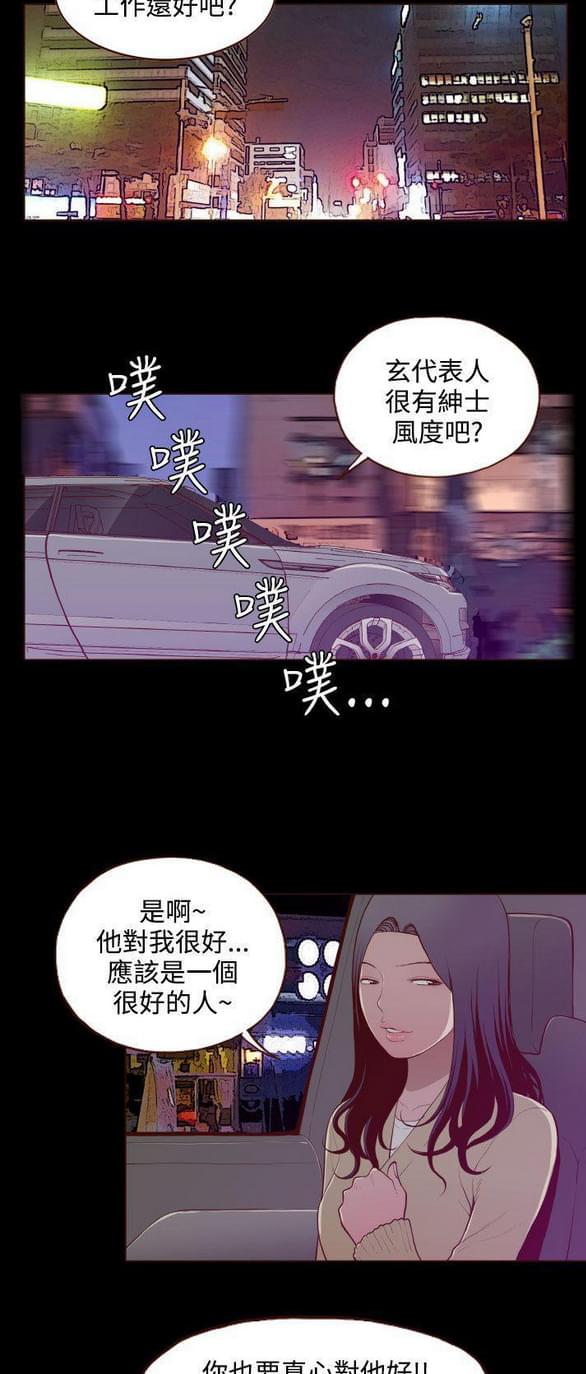 工作還好吧?
玄代表人
很有紳士
風度吧?
噗
噗
噗
噗
噗...
是啊~
他對我很好...
應該是一個
很好的人~
你也要真心對他好!!